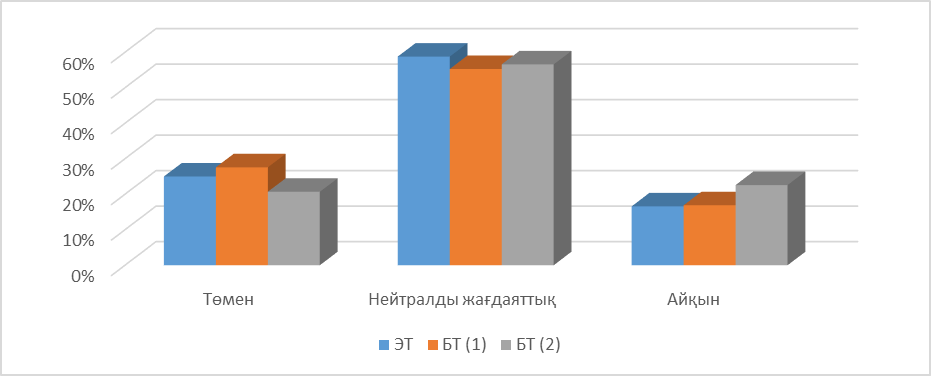 60%
50%
40%
30%
20%
10%
0%
Төмен
Нейтралды жағдаяттық
Айқын
ЭТ
БТ (1)
БТ (2)